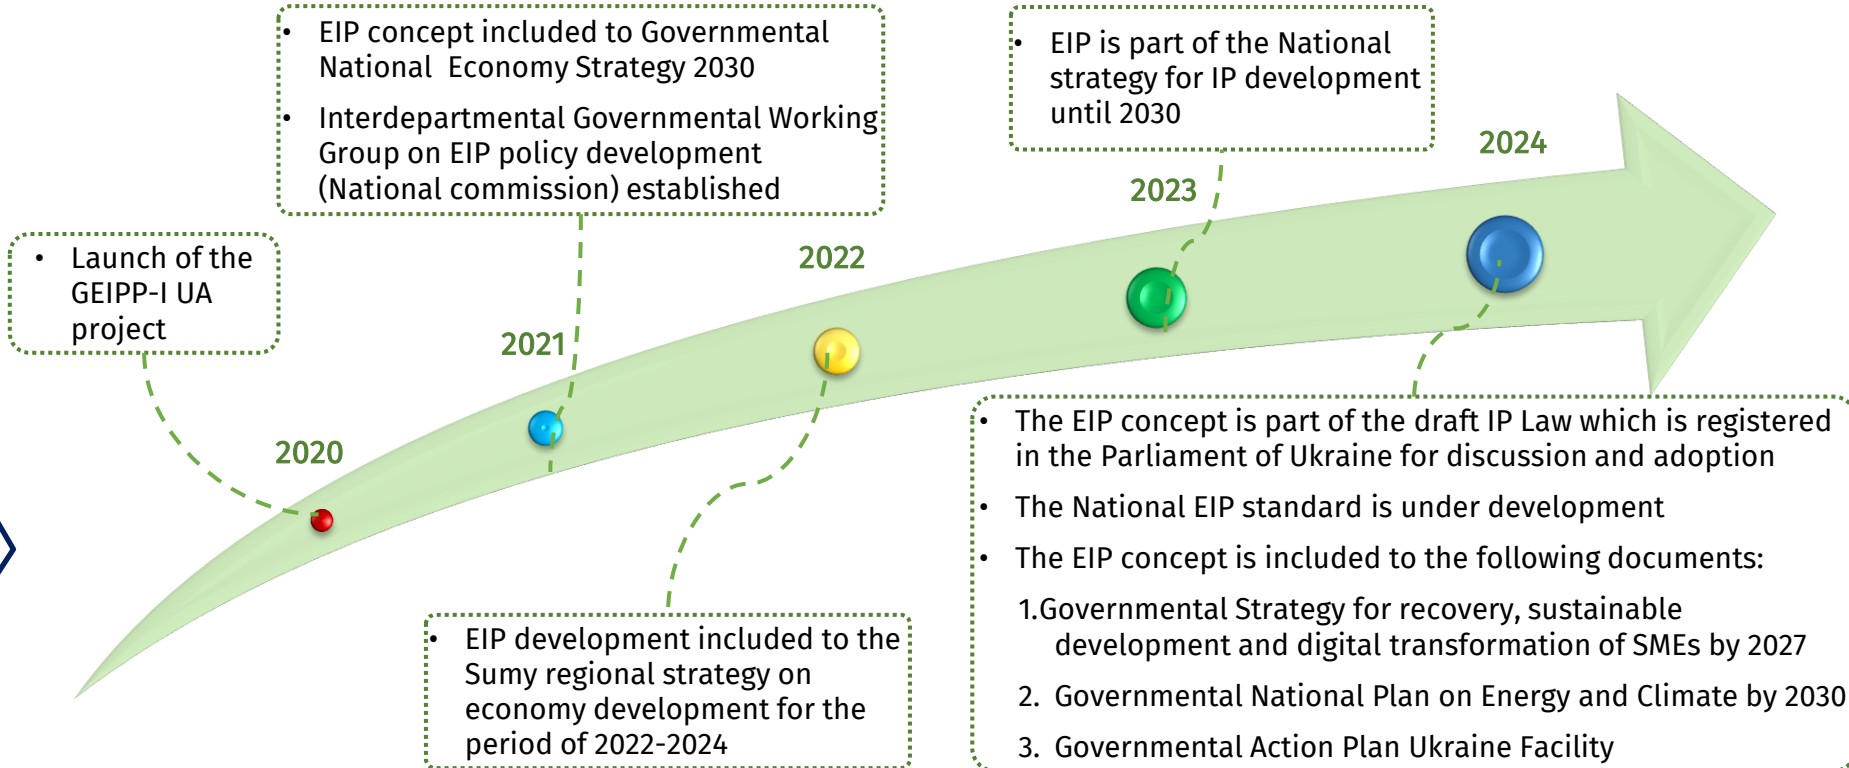 • Launch of the
GEIPP-I UA
project
2020
• EIP concept included to Governmental
National Economy Strategy 2030
• Interdepartmental Governmental Working
Group on EIP policy development
(National commission) established
2021
2022
• EIP development included to the
Sumy regional strategy on
economy development for the
period of 2022-2024
• EIP is part of the National
strategy for IP development
until 2030
2023
2024
• The EIP concept is part of the draft IP Law which is registered
in the Parliament of Ukraine for discussion and adoption
• The National EIP standard is under development
• The EIP concept is included to the following documents:
1.Governmental Strategy for recovery, sustainable
development and digital transformation of SMEs by 2027
2. Governmental National Plan on Energy and Climate by 2030
3. Governmental Action Plan Ukraine Facility